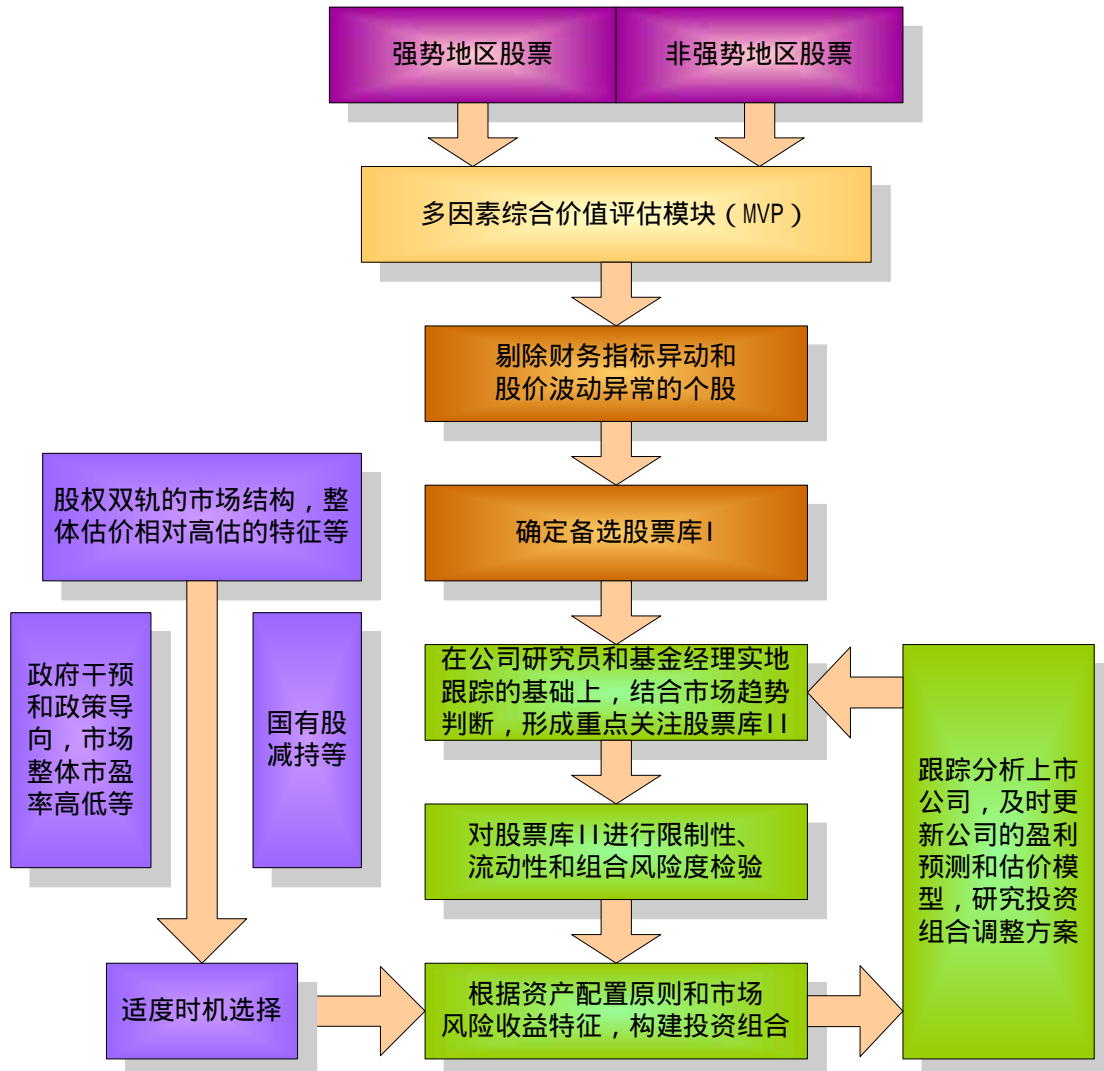 强势地区股票
非强势地区股票
多因素综合价值评估模块（MVP）
剔除财务指标异动和
股价波动异常的个股
确定备选股票库I
股权双轨的市场结构，整
体估价相对高估的特征等
政府干预
和政策导
向，市场
整体市盈
率高低等
国有股
减持等
适度时机选择
在公司研究员和基金经理实地
跟踪的基础上，结合市场趋势
判断，形成重点关注股票库II
对股票库II进行限制性、
流动性和组合风险度检验
根据资产配置原则和市场
风险收益特征，构建投资组合
跟踪分析上市
公司，及时更
新公司的盈利
预测和估价模
型，研究投资
组合调整方案